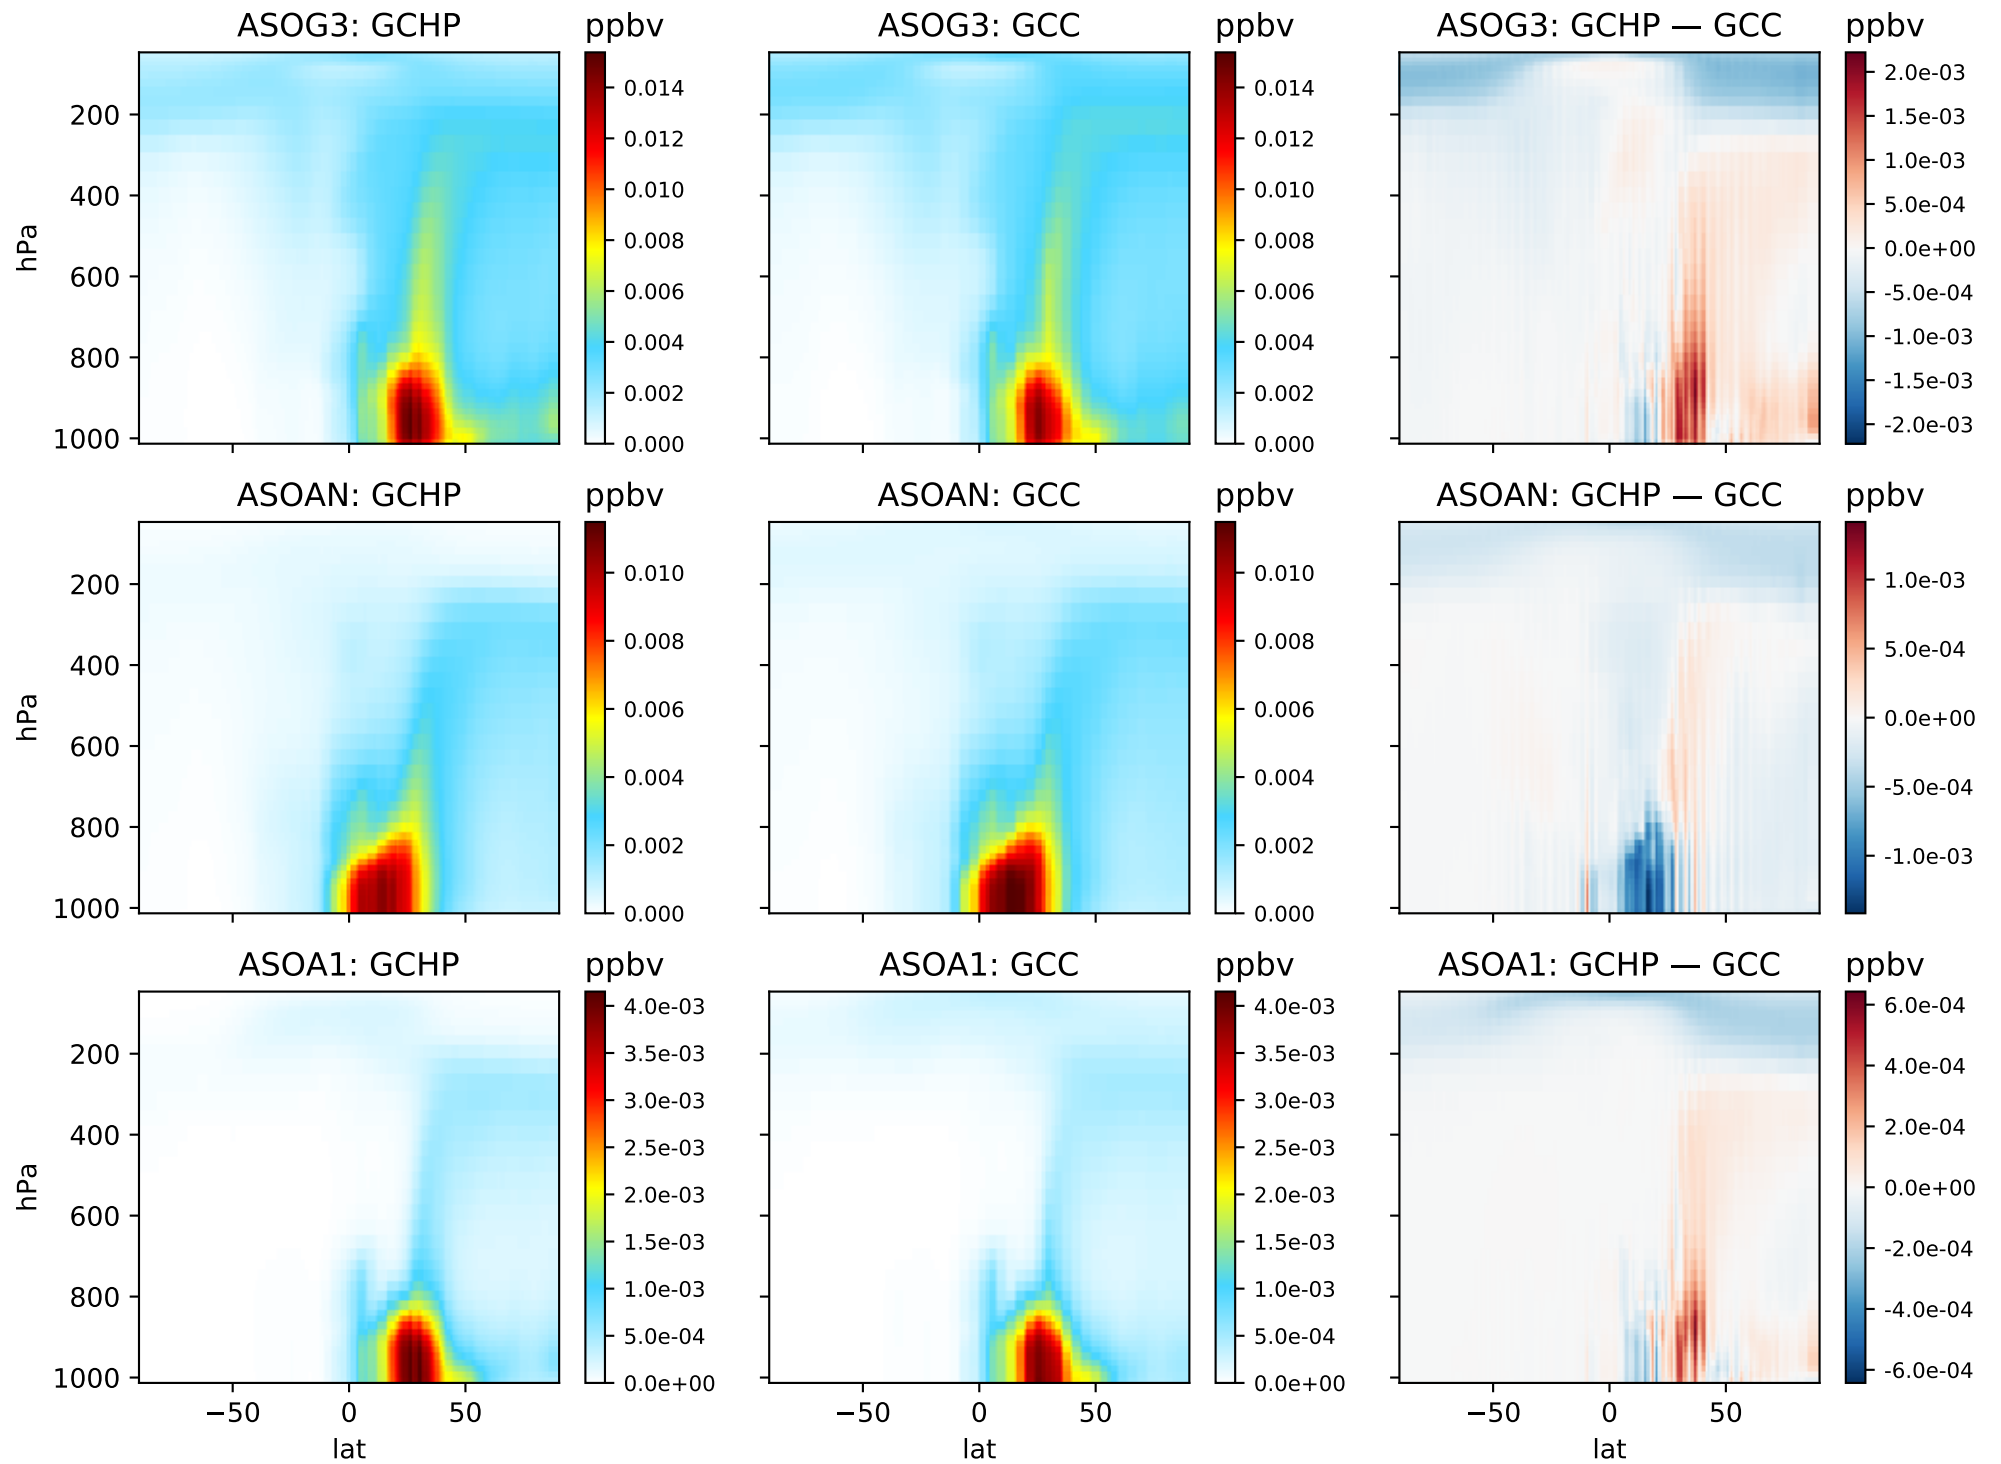 ASOG3: GCHP
ppbv
ASOG3: GCC
ppbv
ASOG3: GCHP — GCC
ppbv
hPa
200
400
600
800
1000
0.014
0.012
0.010
0.008
0.006
0.004
0.002
0.000
0.014
0.012
0.010
0.008
0.006
0.004
0.002
0.000
2.0e-03
1.5e-03
1.0e-03
5.0e-04
0.0e+00
-5.0e-04
-1.0e-03
-1.5e-03
-2.0e-03
ASOAN: GCHP
ppbv
ASOAN: GCC
ppbv
ASOAN: GCHP — GCC
ppbv
hPa
200
400
600
800
1000
0.010
0.008
0.006
0.004
0.002
0.000
0.010
0.008
0.006
0.004
0.002
0.000
1.0e-03
5.0e-04
0.0e+00
-5.0e-04
-1.0e-03
ASOA1: GCHP
ppbv
ASOA1: GCC
ppbv
ASOA1: GCHP — GCC
ppbv
hPa
200
400
600
800
1000
4.0e-03
3.5e-03
3.0e-03
2.5e-03
2.0e-03
1.5e-03
1.0e-03
5.0e-04
0.0e+00
4.0e-03
3.5e-03
3.0e-03
2.5e-03
2.0e-03
1.5e-03
1.0e-03
5.0e-04
0.0e+00
6.0e-04
4.0e-04
2.0e-04
0.0e+00
-2.0e-04
-4.0e-04
-6.0e-04
−50 0 50
−50 0 50
−50 0 50
lat
lat
lat